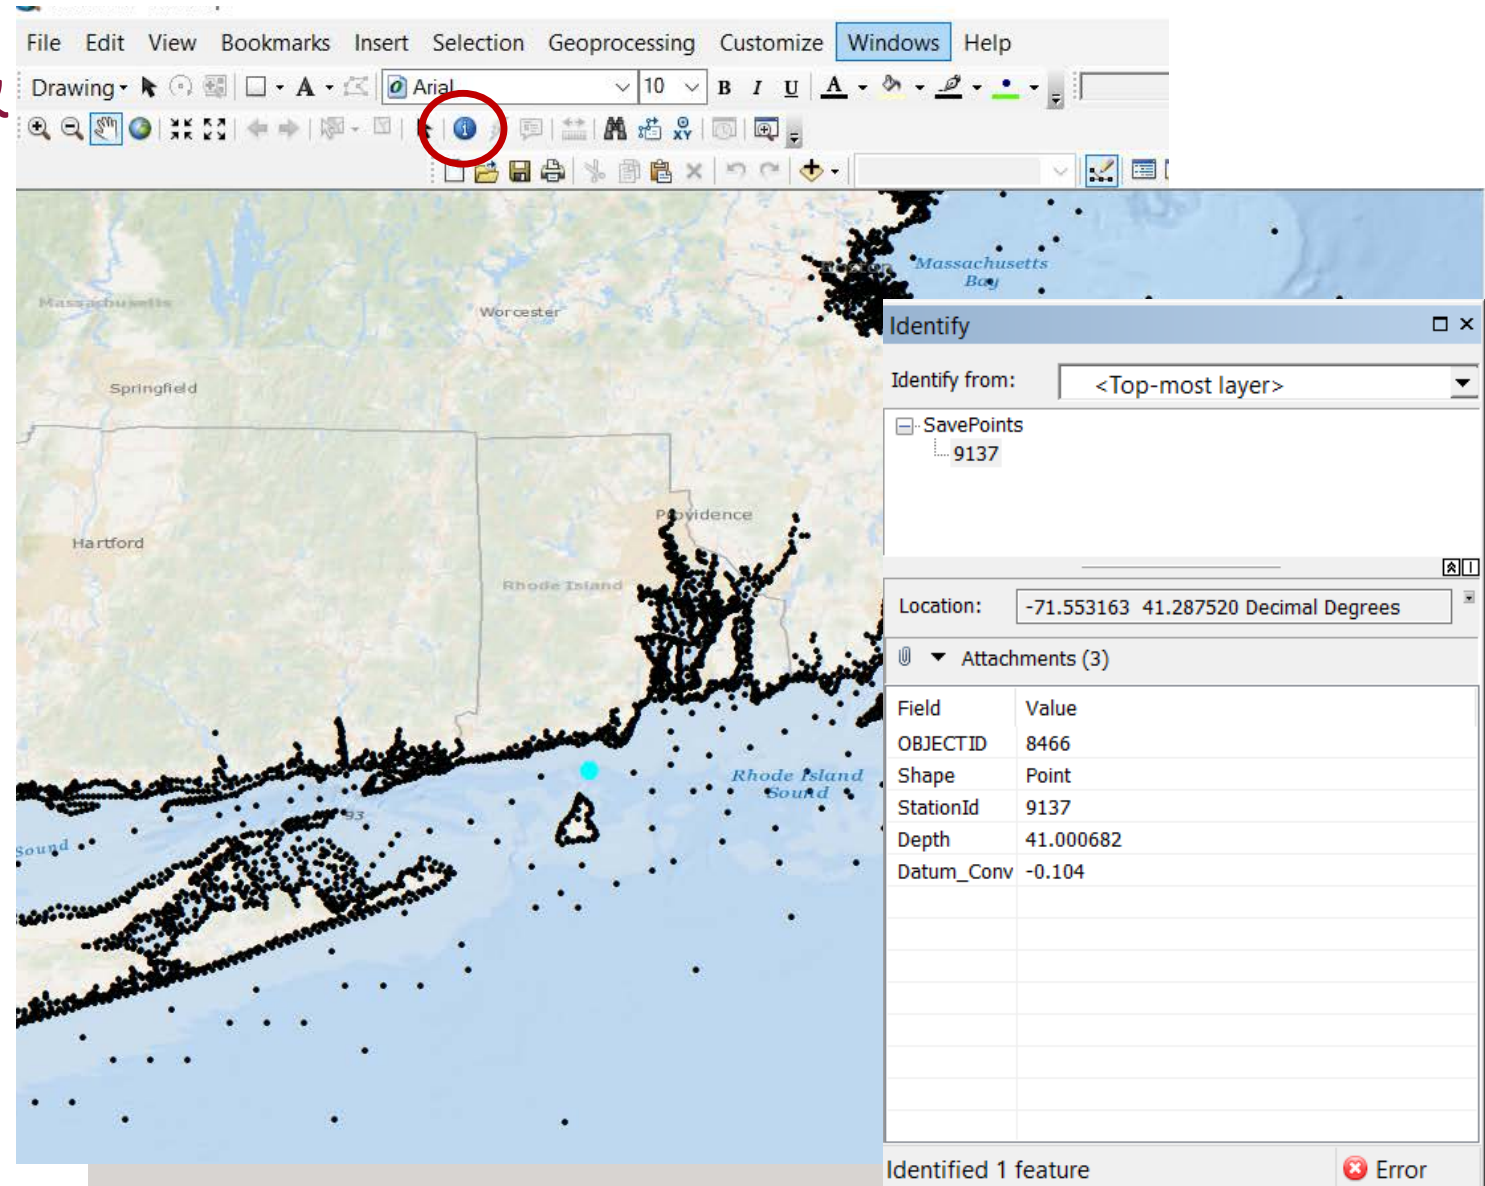 File Edit View Bookmarks Insert Selection Geoprocessing Customize Windows Help
Drawing A Arial 10 B I U A
XY
Massachusetts
Bay
Massachusetts
Worcester
Springfield
Providence
Hartford
Rhode Island
Rhode Island
Sound
93
Sound
Identify
Identify from: <Top-most layer>
SavePoints
9137
Location: -71.553163 41.287520 Decimal Degrees
Attachments (3)
Field Value
OBJECTID 8466
Shape Point
StationId 9137
Depth 41.000682
Datum_Conv -0.104
Identified 1 feature Error